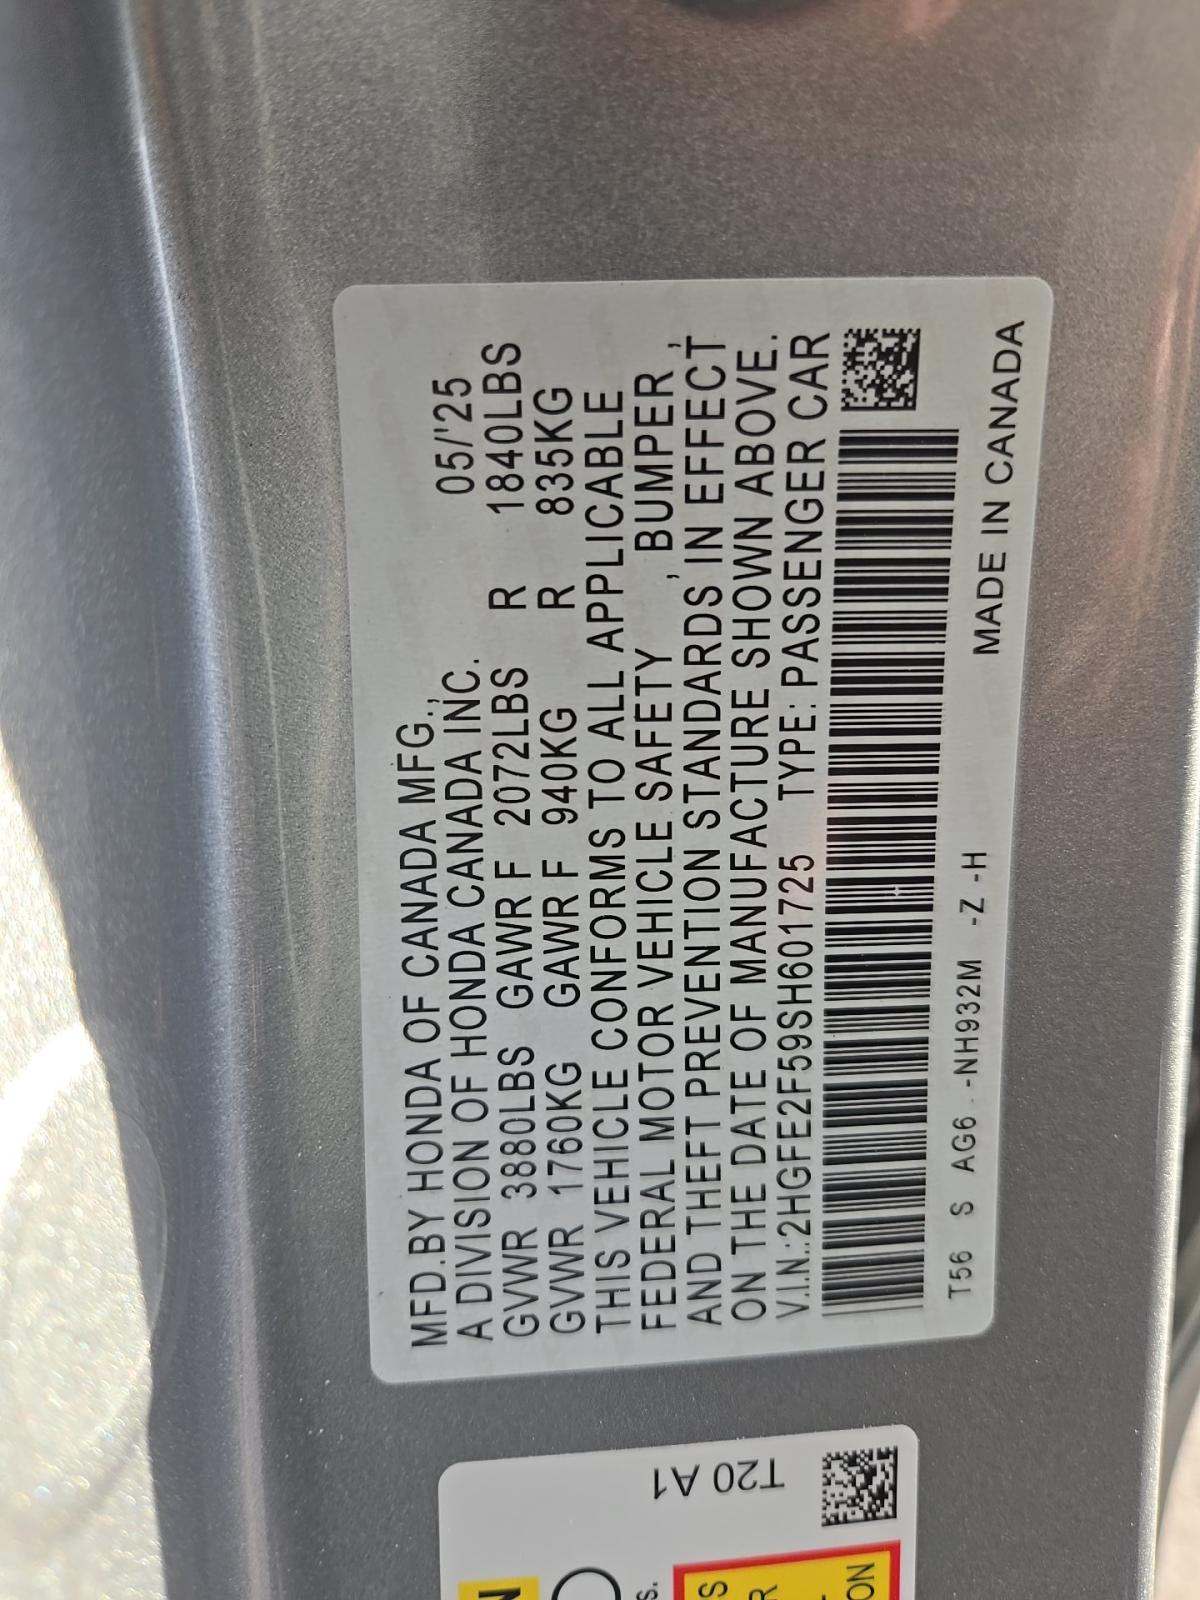 MFD.BY HONDA OF CANADA MFG.,
A DIVISION OF HONDA CANADA INC. 05/'25
GVWR 3880LBS GAWR F 2072LBS R 1840LBS
GVWR 1760KG GAWR F 940KG R 835KG
THIS VEHICLE CONFORMS TO ALL APPLICABLE
FEDERAL MOTOR VEHICLE SAFETY , BUMPER ,
AND THEFT PREVENTION STANDARDS IN EFFECT
ON THE DATE OF MANUFACTURE SHOWN ABOVE.
V.I.N.:2HGFE2F59SH601725 TYPE: PASSENGER CAR
T56 S AG6 -NH932M -Z -H MADE IN CANADA
T20 A1